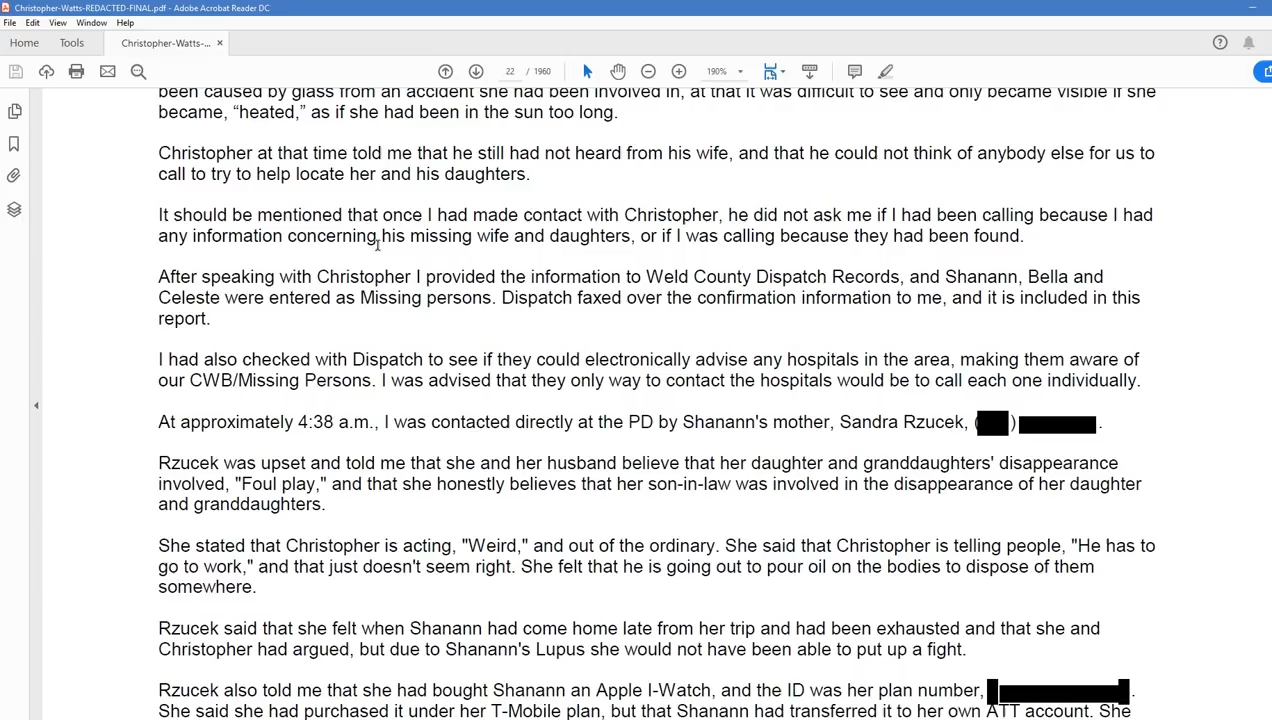 Christopher-Watts-REDACTED-FINAL.pdf - Adobe Acrobat Reader DC
File Edit View Window Help
Home Tools Christopher-Watts-... ×
22 / 1960 190%
been caused by glass from an accident she had been involved in, at that it was difficult to see and only became visible if she
became, “heated,” as if she had been in the sun too long.
Christopher at that time told me that he still had not heard from his wife, and that he could not think of anybody else for us to
call to try to help locate her and his daughters.
It should be mentioned that once I had made contact with Christopher, he did not ask me if I had been calling because I had
any information concerning his missing wife and daughters, or if I was calling because they had been found.
After speaking with Christopher I provided the information to Weld County Dispatch Records, and Shanann, Bella and
Celeste were entered as Missing persons. Dispatch faxed over the confirmation information to me, and it is included in this
report.
I had also checked with Dispatch to see if they could electronically advise any hospitals in the area, making them aware of
our CWB/Missing Persons. I was advised that they only way to contact the hospitals would be to call each one individually.
At approximately 4:38 a.m., I was contacted directly at the PD by Shanann's mother, Sandra Rzucek, ( ) .
Rzucek was upset and told me that she and her husband believe that her daughter and granddaughters' disappearance
involved, "Foul play," and that she honestly believes that her son-in-law was involved in the disappearance of her daughter
and granddaughters.
She stated that Christopher is acting, "Weird," and out of the ordinary. She said that Christopher is telling people, "He has to
go to work," and that just doesn't seem right. She felt that he is going out to pour oil on the bodies to dispose of them
somewhere.
Rzucek said that she felt when Shanann had come home late from her trip and had been exhausted and that she and
Christopher had argued, but due to Shanann's Lupus she would not have been able to put up a fight.
Rzucek also told me that she had bought Shanann an Apple I-Watch, and the ID was her plan number, .
She said she had purchased it under her T-Mobile plan, but that Shanann had transferred it to her own ATT account. She